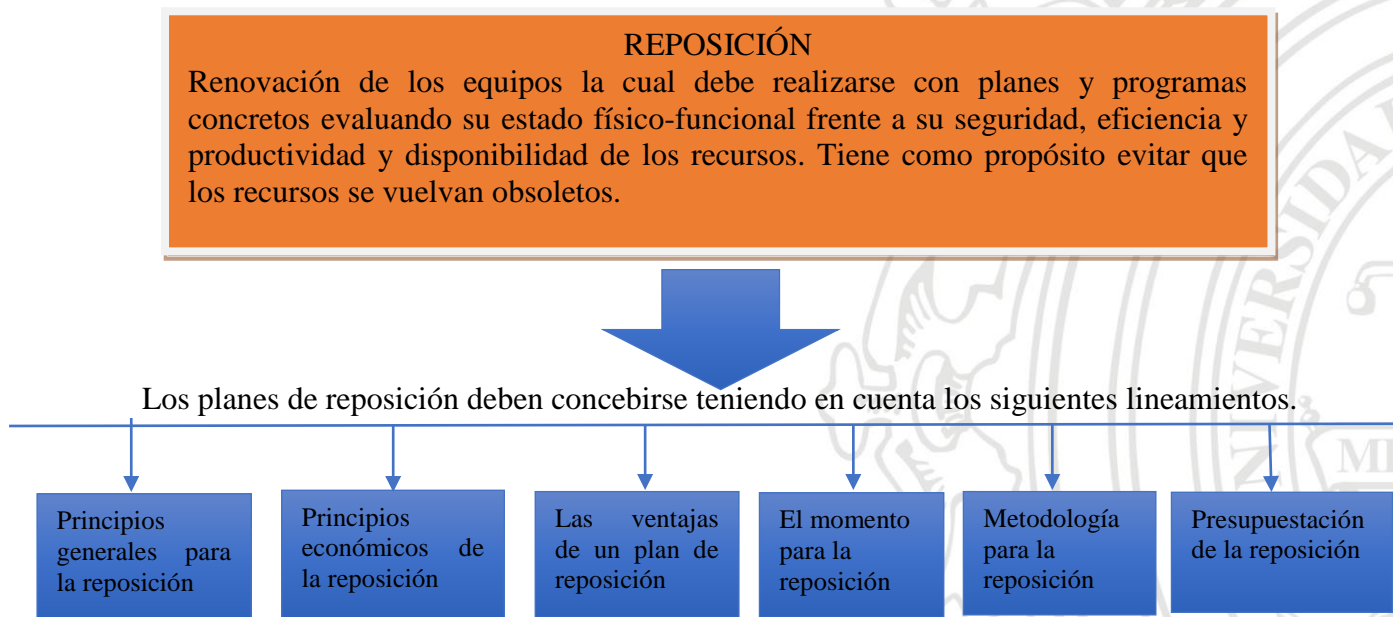 REPOSICIÓN
Renovación de los equipos la cual debe realizarse con planes y programas
concretos evaluando su estado físico-funcional frente a su seguridad, eficiencia y
productividad y disponibilidad de los recursos. Tiene como propósito evitar que
los recursos se vuelvan obsoletos.
Los planes de reposición deben concebirse teniendo en cuenta los siguientes lineamientos.
Principios
generales para
la reposición
Principios
económicos de
la reposición
Las ventajas
de un plan de
reposición
El momento
para la
reposición
Metodología
para la
reposición
Presupuestación
de la reposición